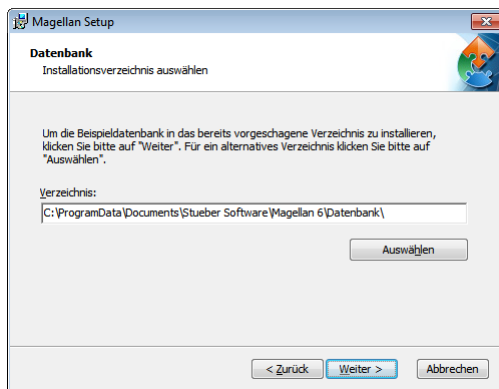 Magellan Setup
Datenbank
Installationsverzeichnis auswählen
Um die Beispieldatenbank in das bereits vorgeschagene Verzeichnis zu installieren,
klicken Sie bitte auf "Weiter". Für ein alternatives Verzeichnis klicken Sie bitte auf
"Auswählen".
Verzeichnis:
C:\ProgramData\Documents\Stueber Software\Magellan 6\Datenbank\
Auswählen
< Zurück Weiter > Abbrechen